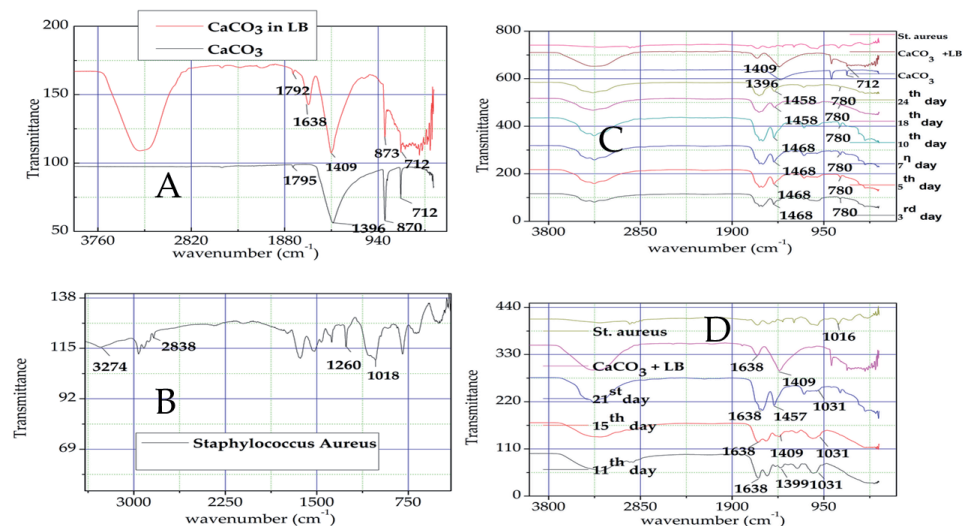 CaCO3 in LB
CaCO3
200
150
100
50
Transmittance
1792
1638
1409
873
712
1795
1396
870
712
A
3760
2820
1880
940
wavenumber (cm-1)
800
600
400
200
0
Transmittance
St. aureus
CaCO3 +LB
CaCO3
24th day
18th day
10th day
7η day
5th day
3rd day
1409
712
1396
1458
780
1458
780
1468
780
1468
780
1468
780
1468
780
C
3800
2850
1900
950
wavenumber (cm-1)
138
115
92
69
Transmittance
3274
2838
1260
1018
B
Staphylococcus Aureus
3000
2250
1500
750
wavenumber (cm-1)
440
330
220
110
0
Transmittance
D
St. aureus
1016
CaCO3 + LB
1638
1409
21st day
1638
1457
1031
15th day
1638
1409
1031
11th day
1638
1399
1031
3800
2850
1900
950
wavenumber (cm-1)